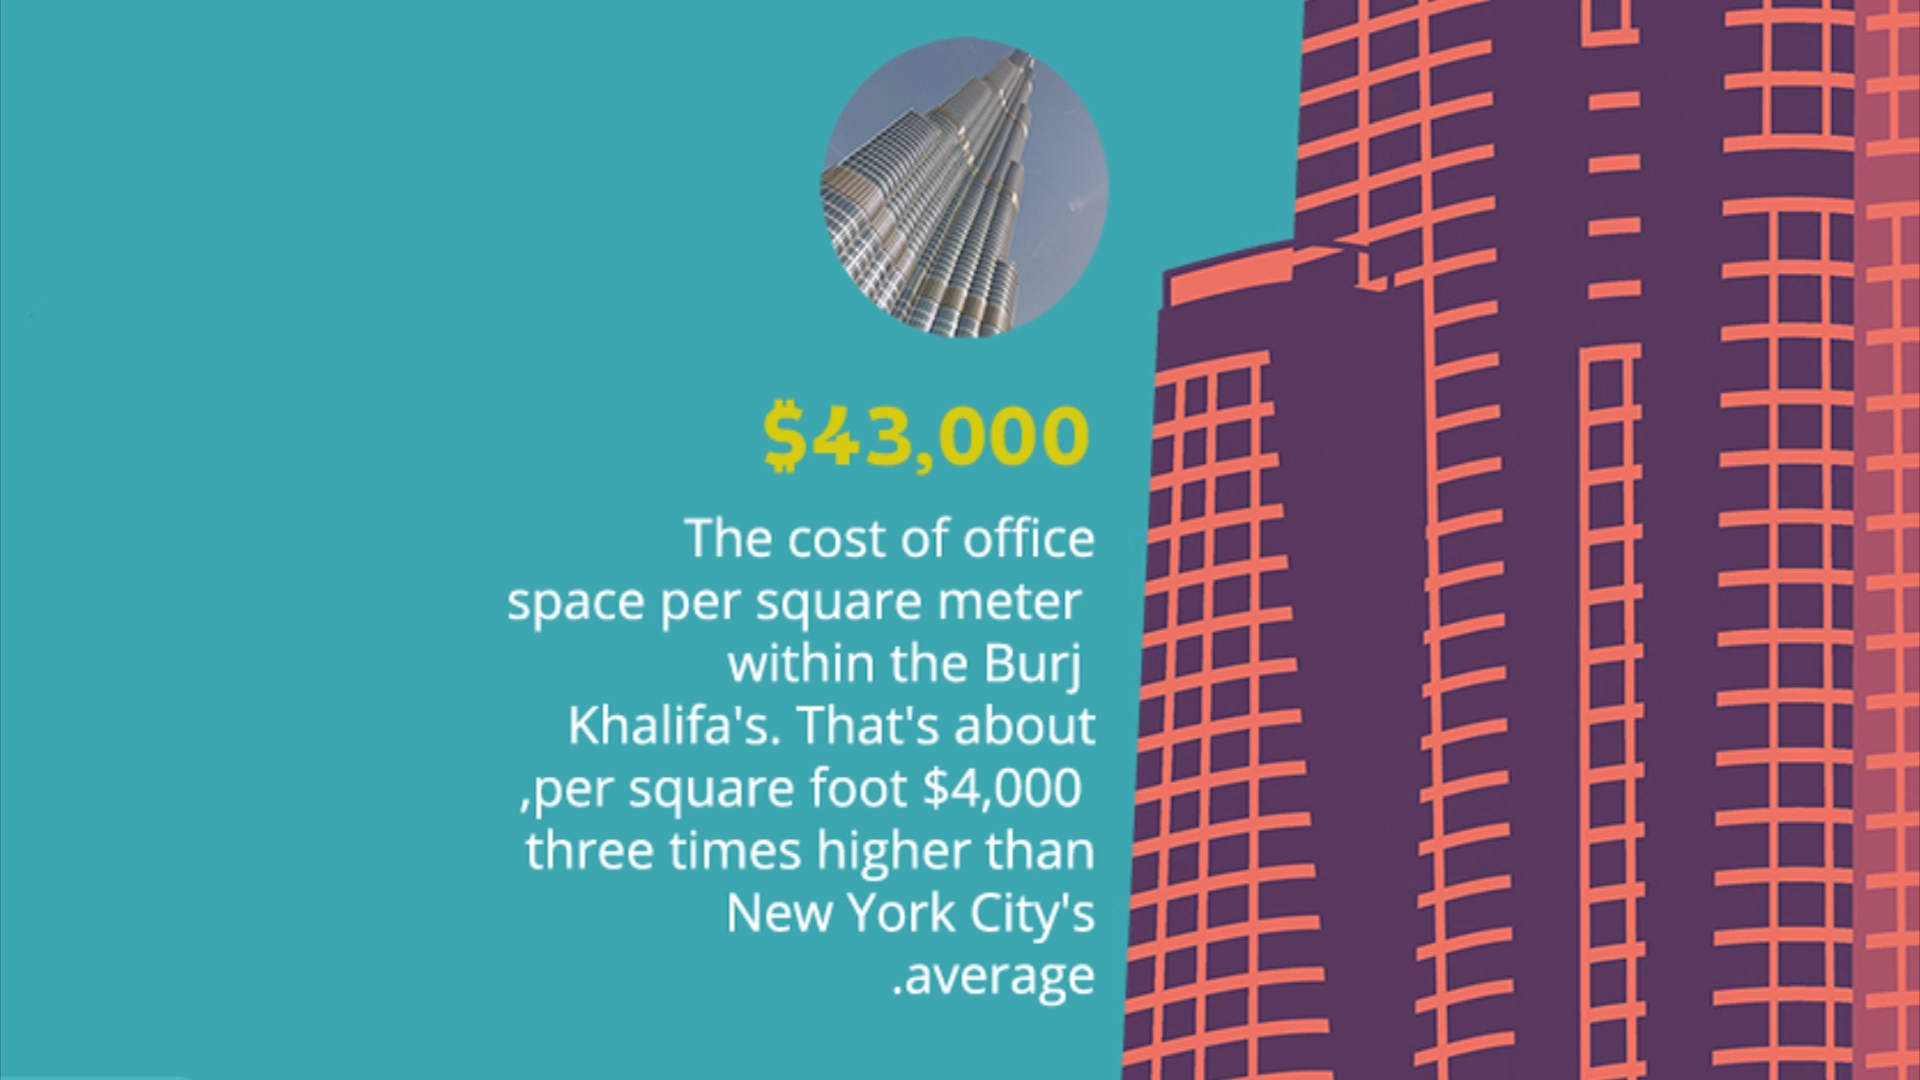 $43,000
The cost of office
space per square meter
within the Burj
Khalifa's. That's about
,per square foot $4,000
three times higher than
New York City's
.average